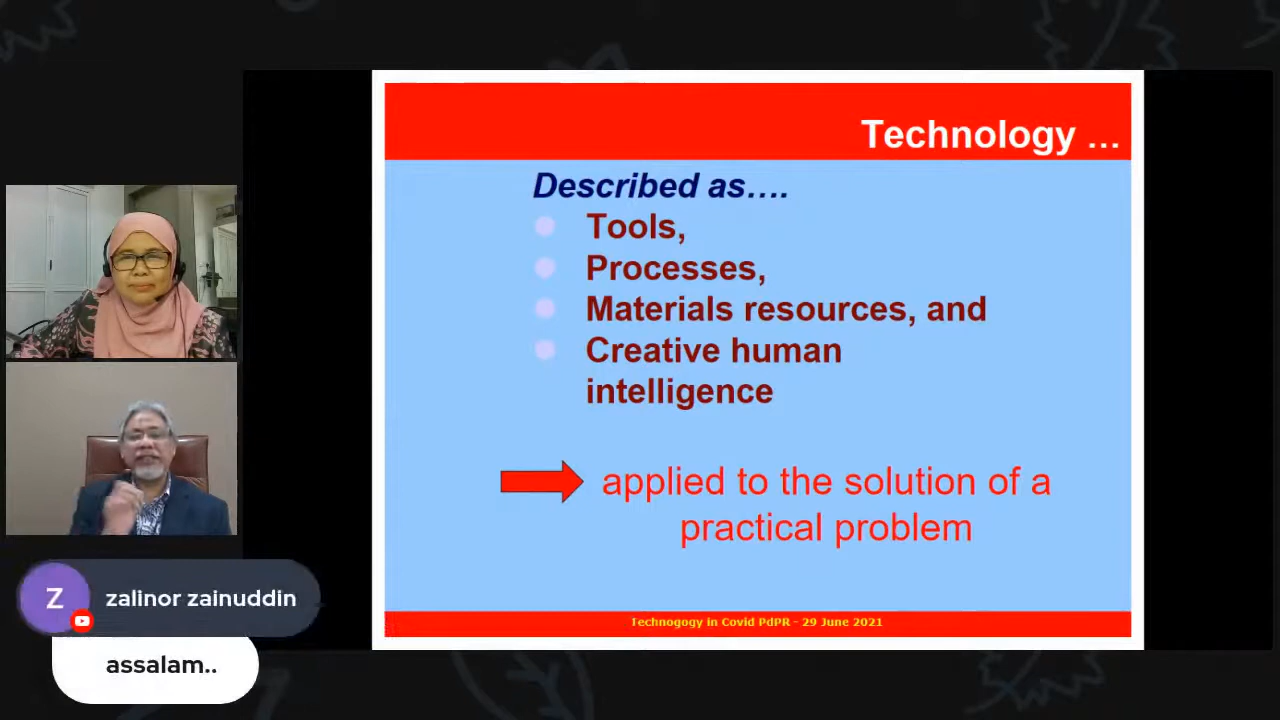 Technology ...
Described as....
Tools,
Processes,
Materials resources, and
Creative human
intelligence
applied to the solution of a
practical problem
Technogogy in Covid PdPR - 29 June 2021
Z
zalinor zainuddin
assalam..